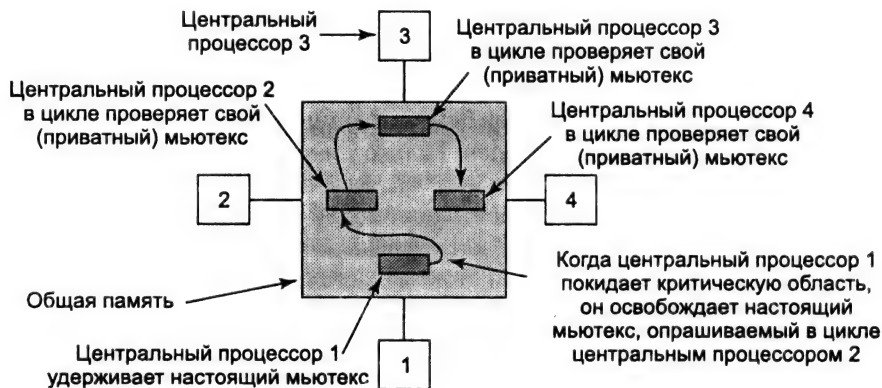 Центральный
процессор 3
3
Центральный процессор 3
в цикле проверяет свой
(приватный) мьютекс
Центральный процессор 2
в цикле проверяет свой
(приватный) мьютекс
Центральный процессор 4
в цикле проверяет свой
(приватный) мьютекс
2
4
Общая память
Когда центральный процессор 1
покидает критическую область,
он освобождает настоящий
мьютекс, опрашиваемый в цикле
центральным процессором 2
Центральный процессор 1
удерживает настоящий мьютекс
1